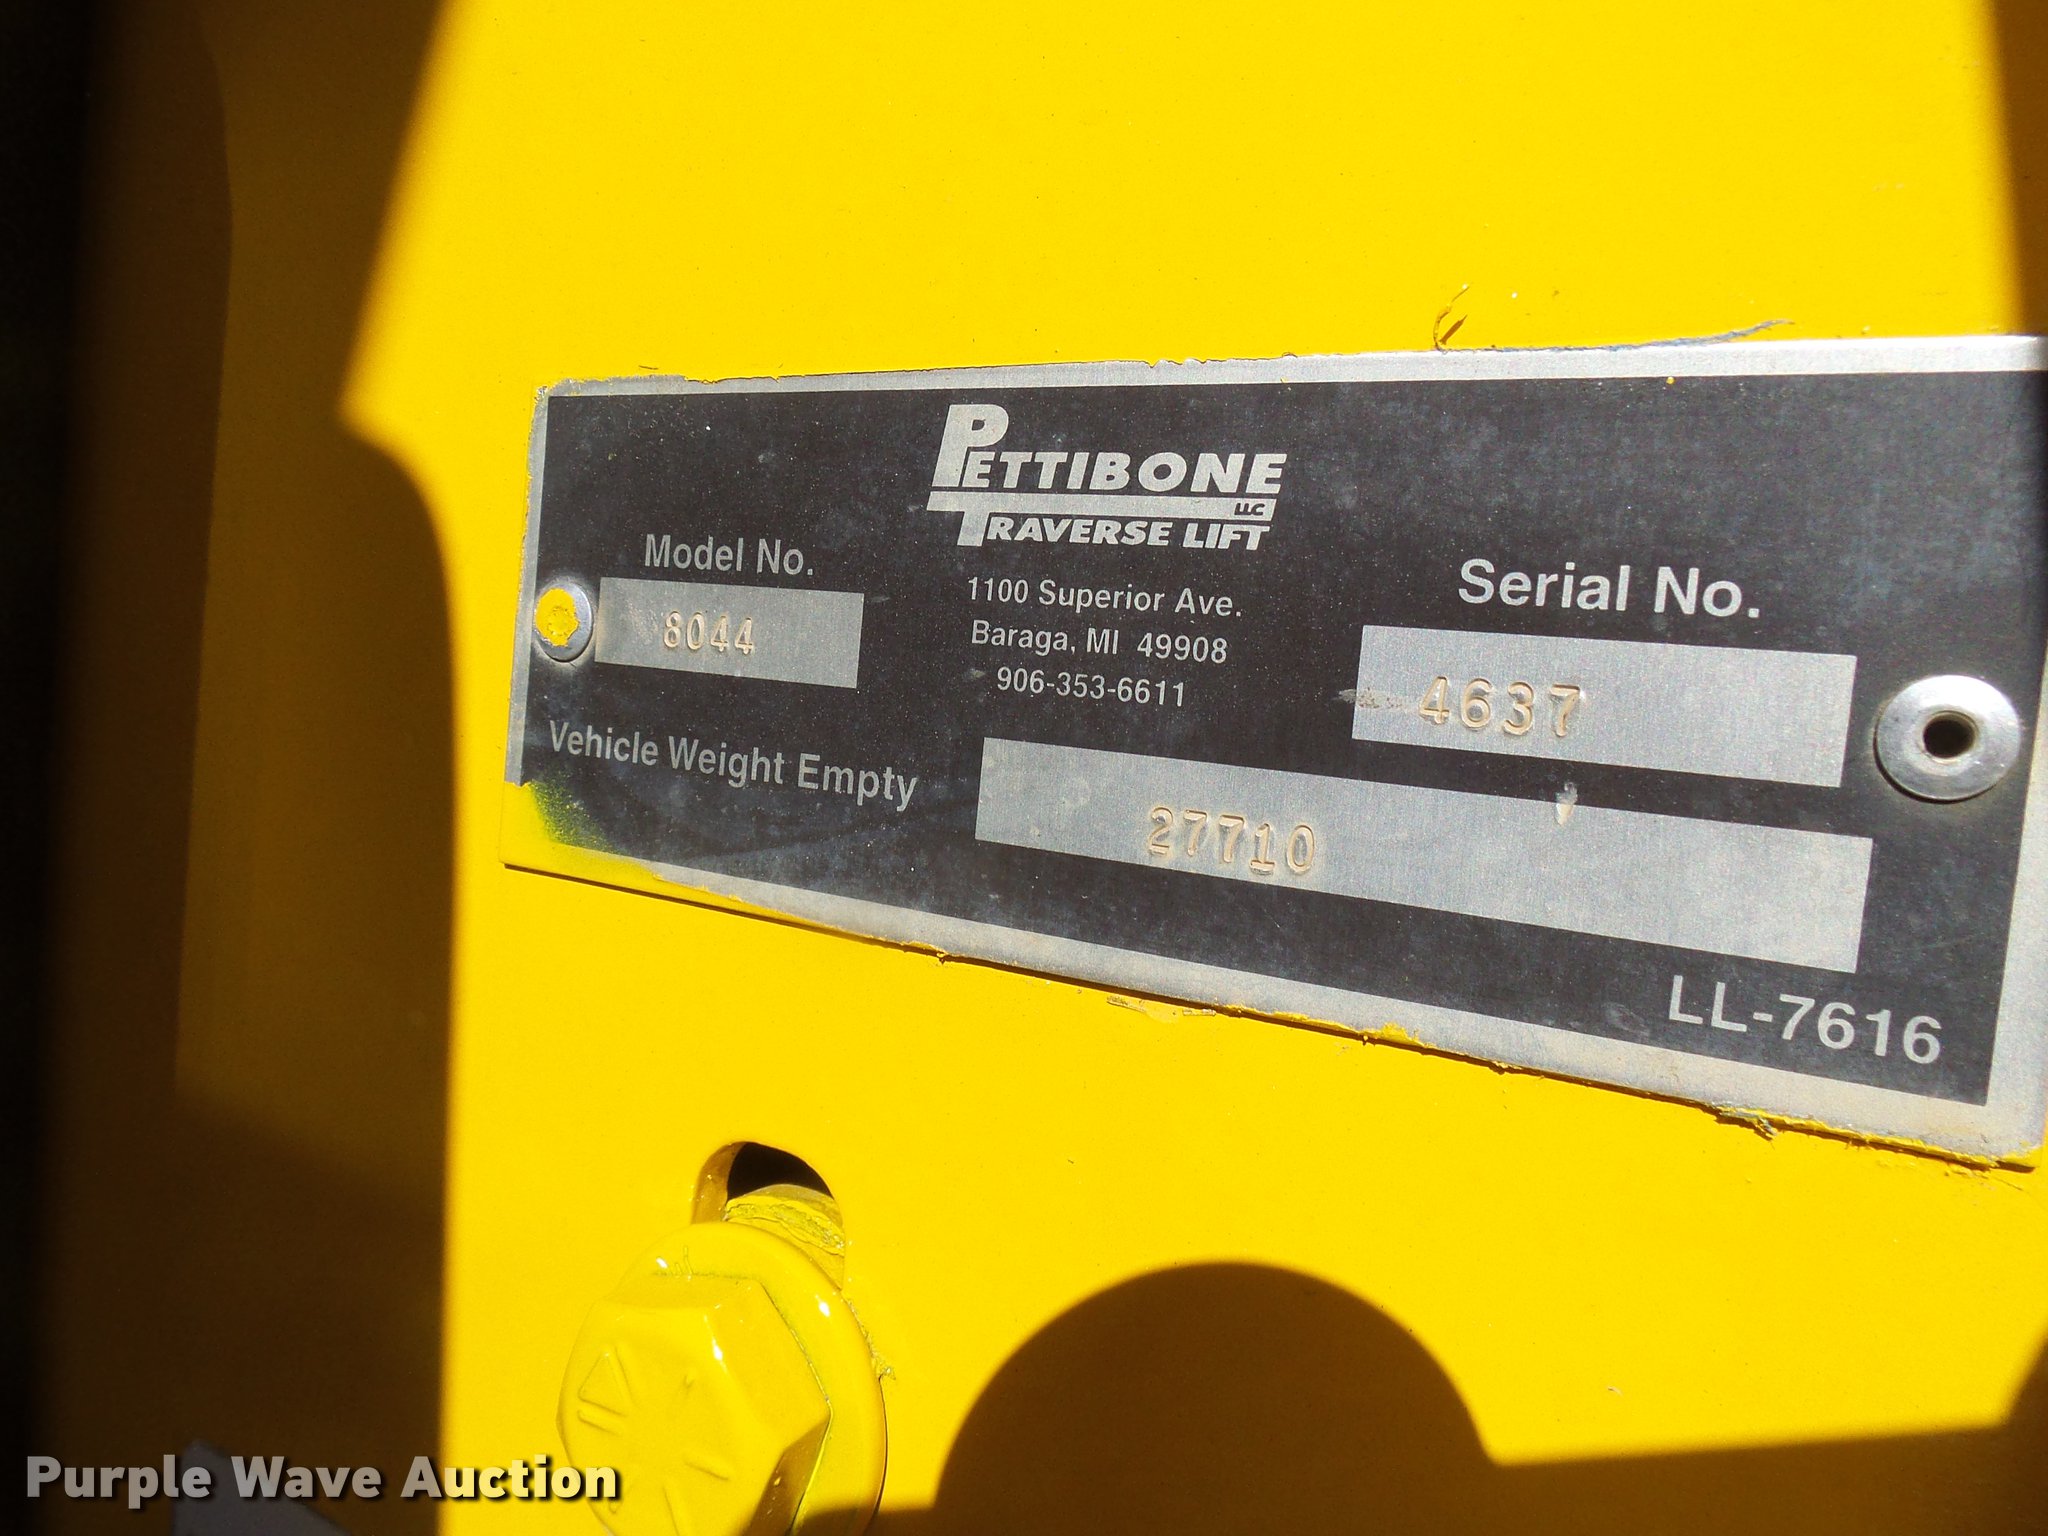 PETTIBONE
LLC
TRAVERSE LIFT
1100 Superior Ave.
Baraga, MI 49908
906-353-6611
Model No.
8044
Serial No.
4637
Vehicle Weight Empty
27710
LL-7616
Purple Wave Auction